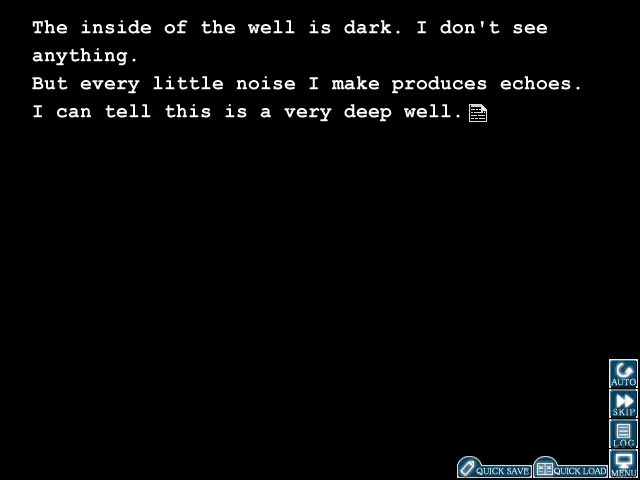 The inside of the well is dark. I don't see
anything.
But every little noise I make produces echoes.
I can tell this is a very deep well.
AUTO
SKIP
LOG
QUICK SAVE
QUICK LOAD
MENU